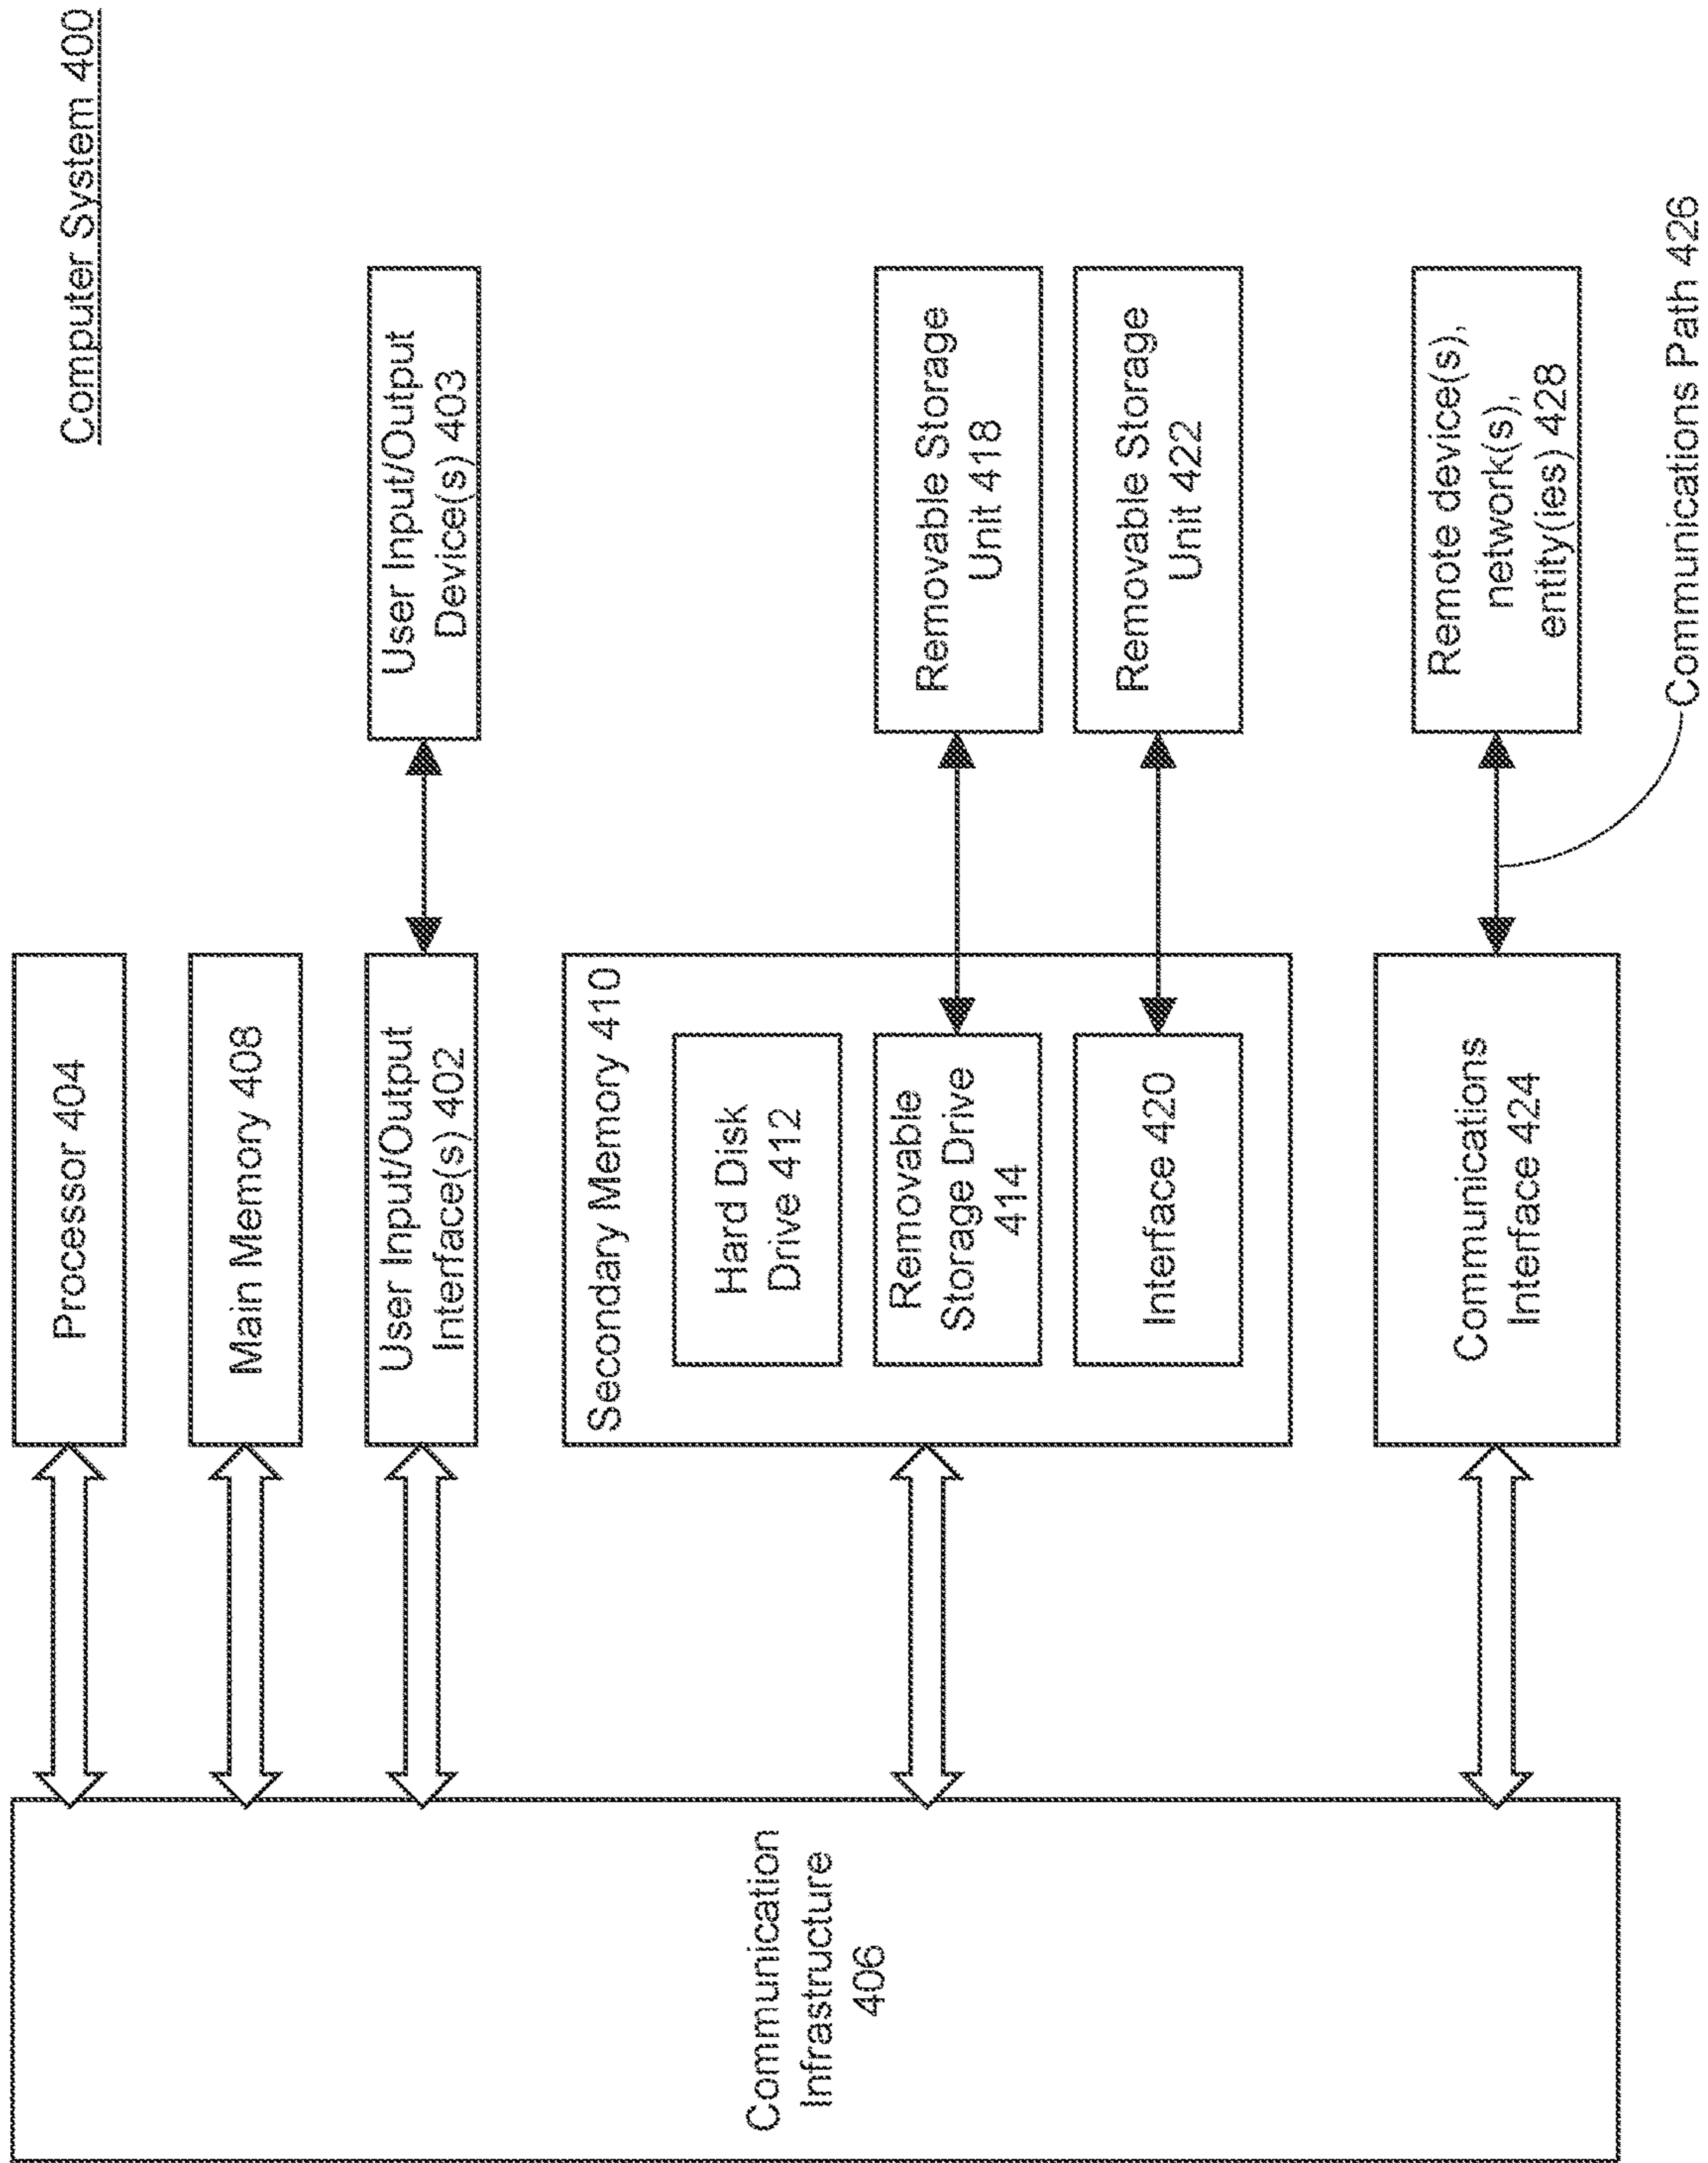 Computer System 400
Processor 404
Main Memory 408
User Input/Output
Interface(s) 402
User Input/Output
Device(s) 403
Communication
Infrastructure
406
Secondary Memory 410
Hard Disk
Drive 412
Removable
Storage Drive
414
Removable Storage
Unit 418
Interface 420
Removable Storage
Unit 422
Communications
Interface 424
Remote device(s),
network(s),
entity(ies) 428
Communications Path 426